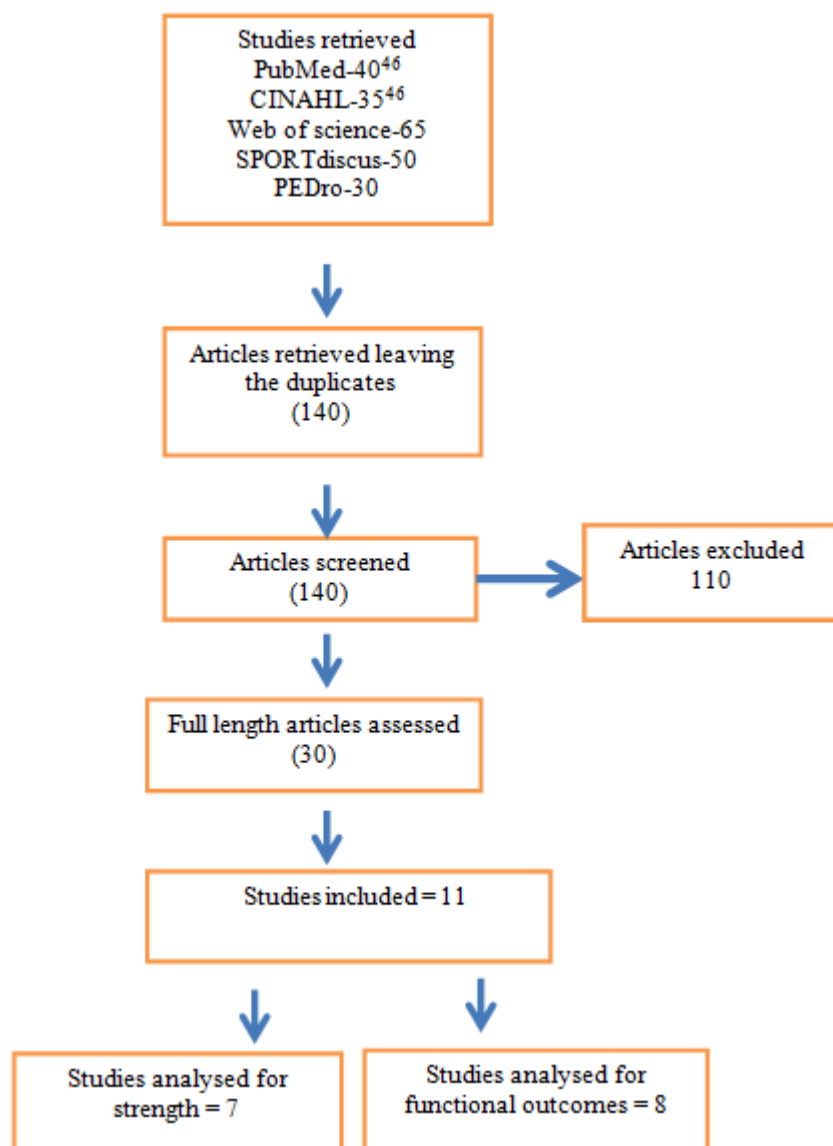 Studies retrieved
PubMed-40⁴⁶
CINAHL-35⁴⁶
Web of science-65
SPORTdiscus-50
PEDro-30
Articles retrieved leaving
the duplicates
(140)
Articles screened
(140)
Articles excluded
110
Full length articles assessed
(30)
Studies included = 11
Studies analysed for
strength = 7
Studies analysed for
functional outcomes = 8